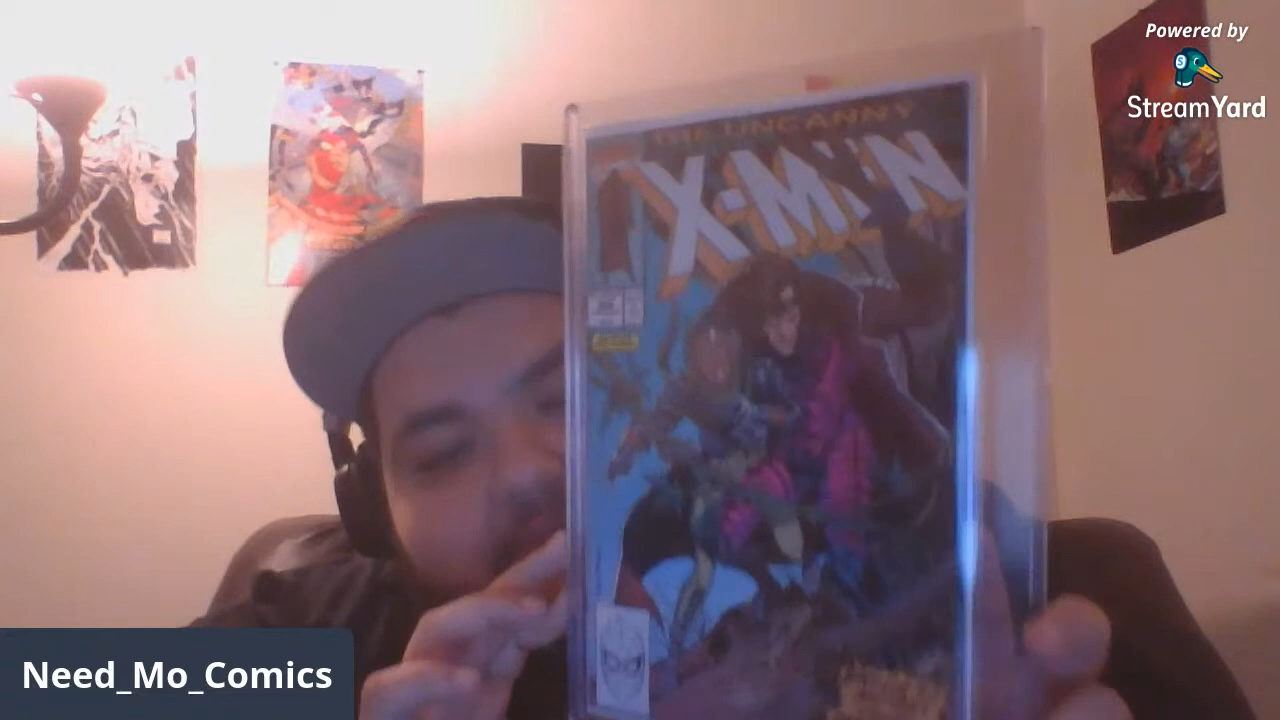 Powered by
StreamYard
THE UNCANNY
X-MEN
Need_Mo_Comics